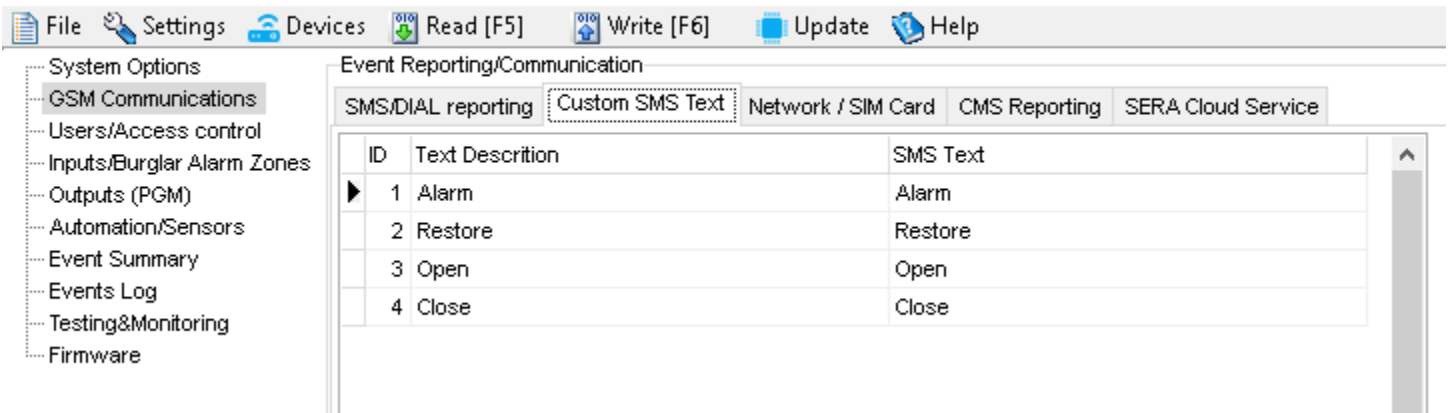 File Settings Devices Read [F5] Write [F6] Update Help
System Options
GSM Communications
Users/Access control
Inputs/Burglar Alarm Zones
Outputs (PGM)
Automation/Sensors
Event Summary
Events Log
Testing&Monitoring
Firmware
Event Reporting/Communication
SMS/DIAL reporting Custom SMS Text Network / SIM Card CMS Reporting SERA Cloud Service
ID Text Descrition SMS Text
1 Alarm Alarm
2 Restore Restore
3 Open Open
4 Close Close